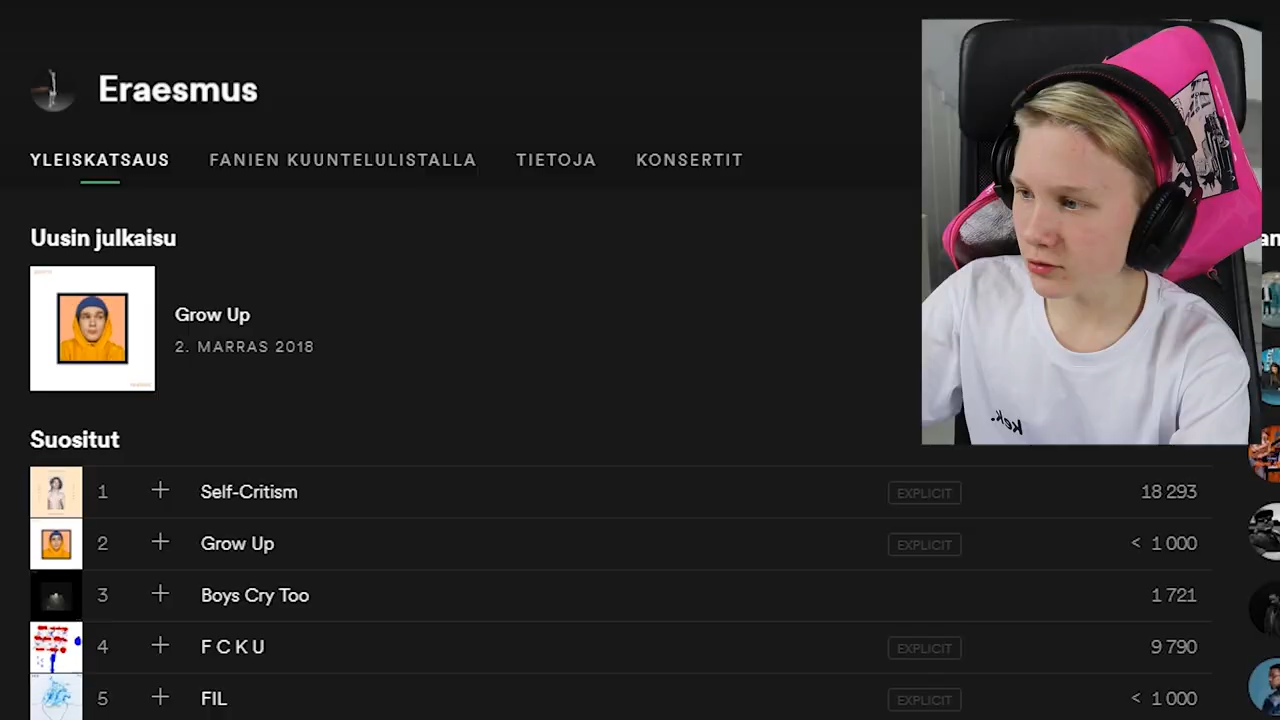 Eraesmus
YLEISKATSAUS FANIEN KUUNTELULISTALLA TIETOJA KONSERTIT
Uusin julkaisu
Grow Up
2. MARRAS 2018
kek.
Suositut
1 Self-Critism EXPLICIT 18 293
2 Grow Up EXPLICIT < 1 000
3 Boys Cry Too 1 721
4 F C K U EXPLICIT 9 790
5 FIL EXPLICIT < 1 000